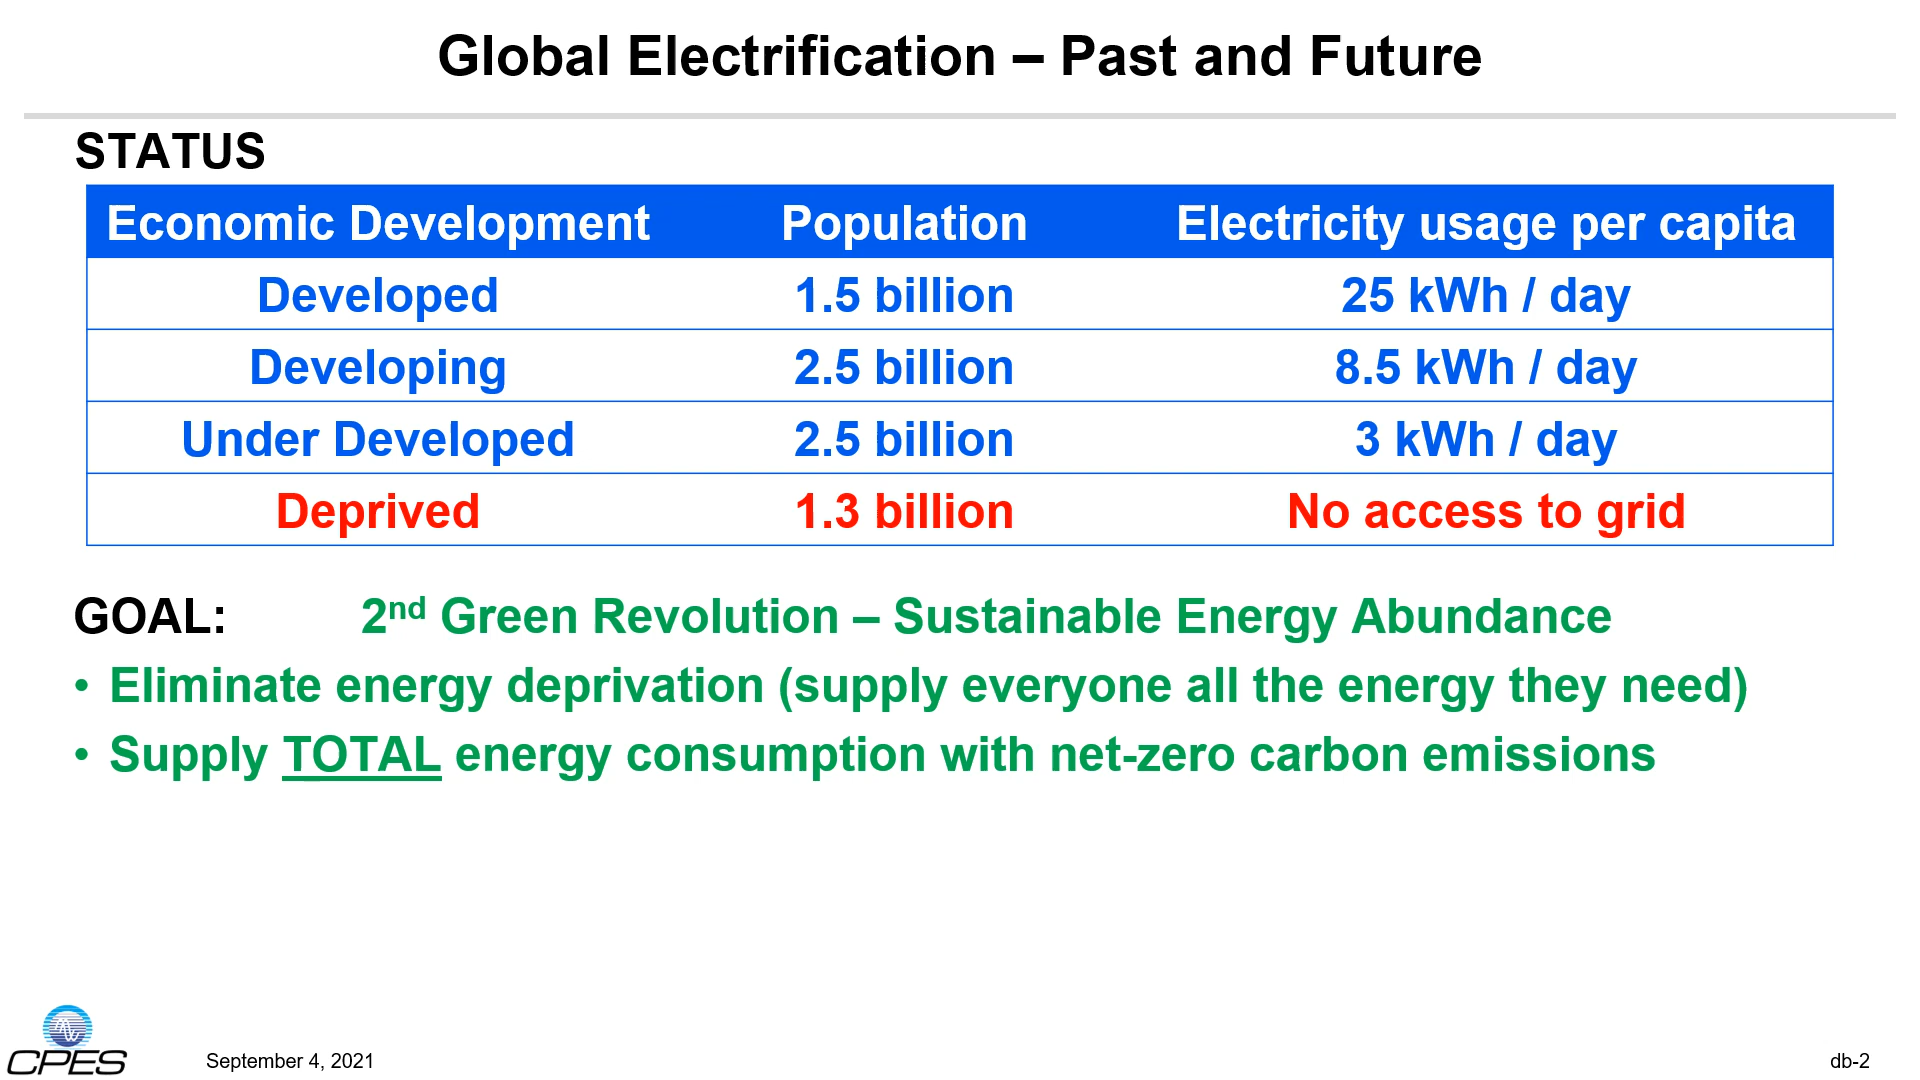 Global Electrification – Past and Future
STATUS
Economic Development Population Electricity usage per capita
Developed 1.5 billion 25 kWh / day
Developing 2.5 billion 8.5 kWh / day
Under Developed 2.5 billion 3 kWh / day
Deprived 1.3 billion No access to grid
GOAL: 2nd Green Revolution – Sustainable Energy Abundance
• Eliminate energy deprivation (supply everyone all the energy they need)
• Supply TOTAL energy consumption with net-zero carbon emissions
CPES
September 4, 2021
db-2